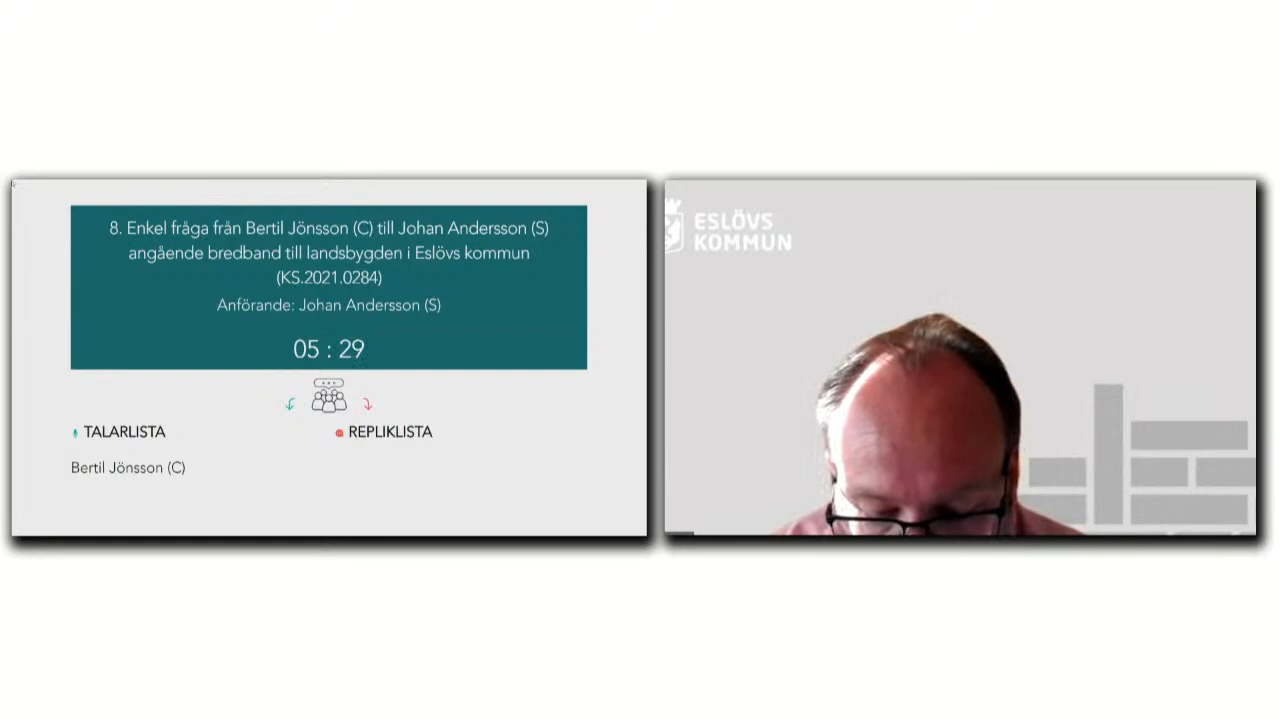 8. Enkel fråga från Bertil Jönsson (C) till Johan Andersson (S)
angående bredband till landsbygden i Eslövs kommun
(KS.2021.0284)
Anförande: Johan Andersson (S)
05 : 29
TALARLISTA
REPLIKLISTA
Bertil Jönsson (C)
ESLÖVS
KOMMUN